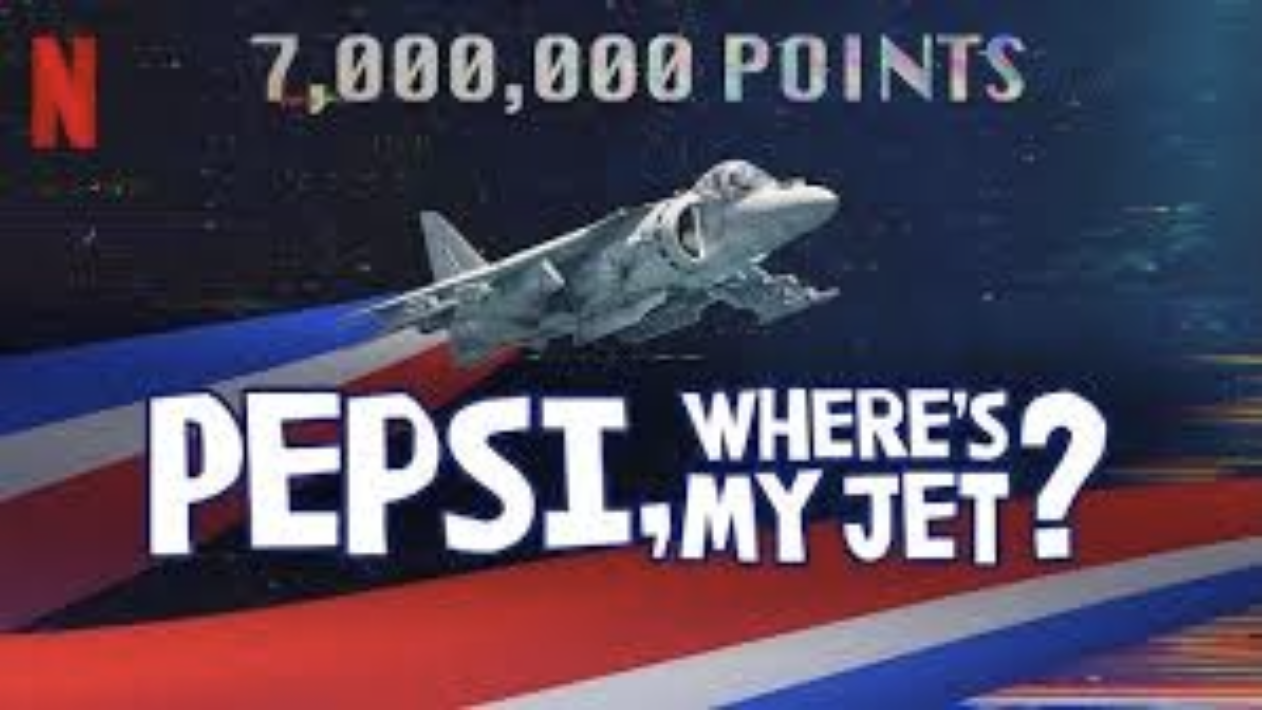 N
7,000,000 POINTS
PEPSI, WHERE'S
MY JET?